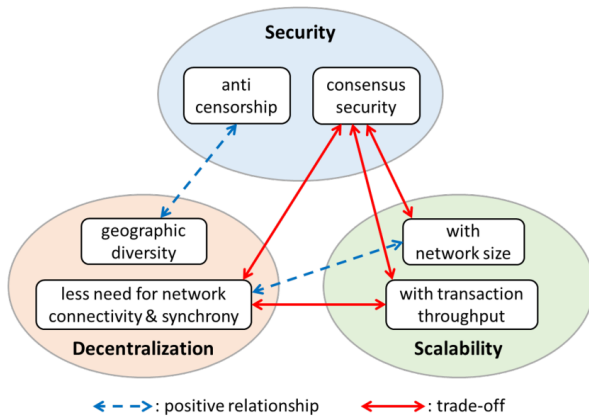 Security
anti
censorship
consensus
security
geographic
diversity
less need for network
connectivity & synchrony
Decentralization
with
network size
with transaction
throughput
Scalability
: positive relationship
: trade-off